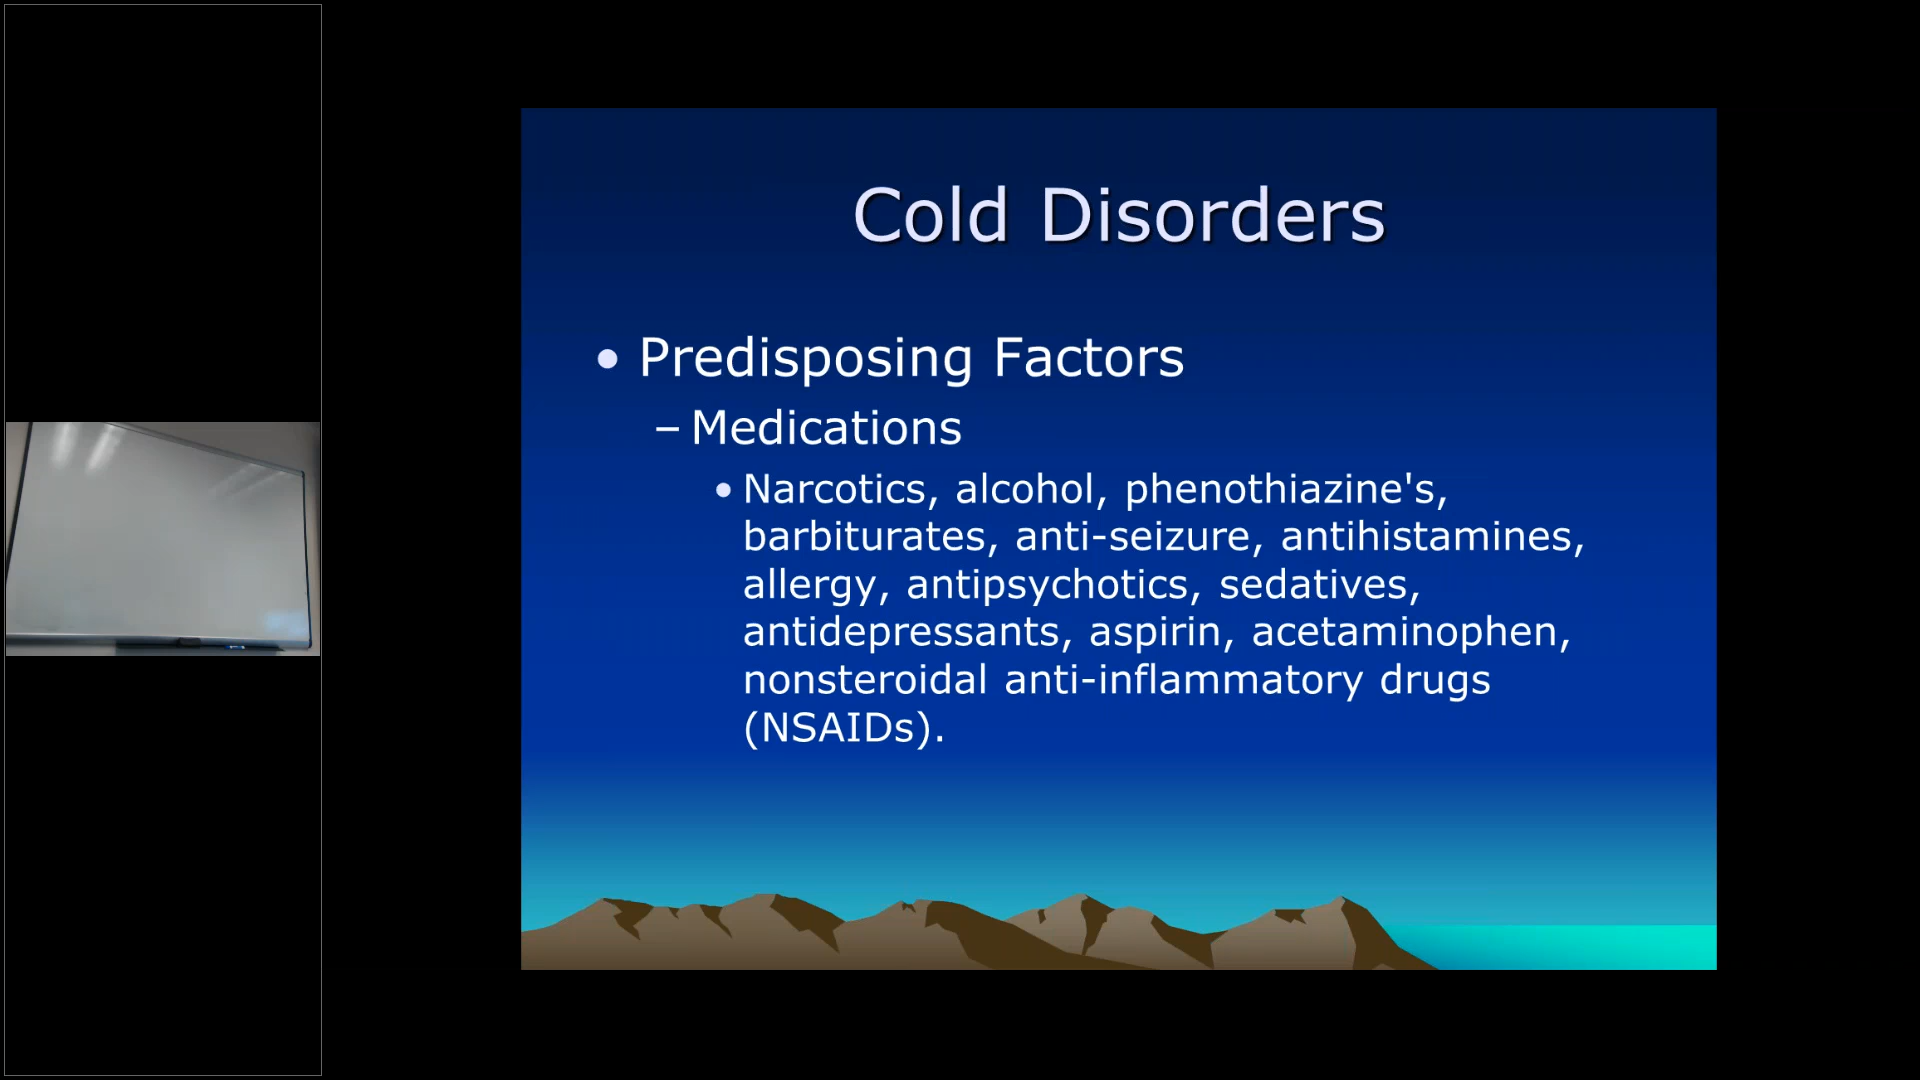 Cold Disorders
• Predisposing Factors
– Medications
• Narcotics, alcohol, phenothiazine's,
barbiturates, anti-seizure, antihistamines,
allergy, antipsychotics, sedatives,
antidepressants, aspirin, acetaminophen,
nonsteroidal anti-inflammatory drugs
(NSAIDs).